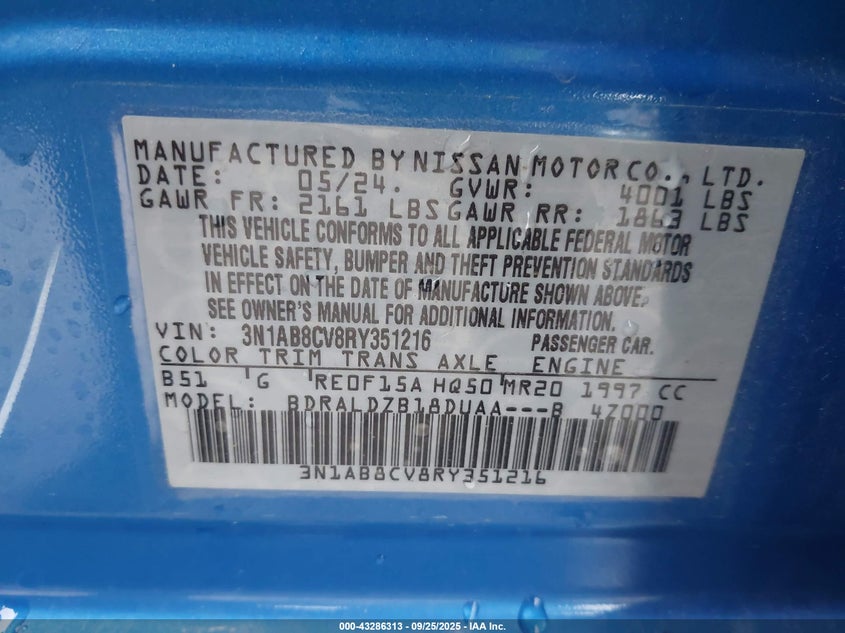 MANUFACTURED BY NISSAN MOTOR CO., LTD.
DATE: 05/24. GVWR: 4001 LBS
GAWR FR: 2161 LBS GAWR RR: 1863 LBS
THIS VEHICLE CONFORMS TO ALL APPLICABLE FEDERAL MOTOR
VEHICLE SAFETY, BUMPER AND THEFT PREVENTION STANDARDS
IN EFFECT ON THE DATE OF MANUFACTURE SHOWN ABOVE.
SEE OWNER'S MANUAL FOR ADDITIONAL INFORMATION.
VIN: 3N1AB8CV8RY351216 PASSENGER CAR.
COLOR TRIM TRANS AXLE ENGINE
B51 G RE0F15A HQ50 MR20 1997 CC
MODEL: BDRALDZB18DUAA---B 4Z000
3N1AB8CV8RY351216
000-43286313 - 09/25/2025 - IAA Inc.